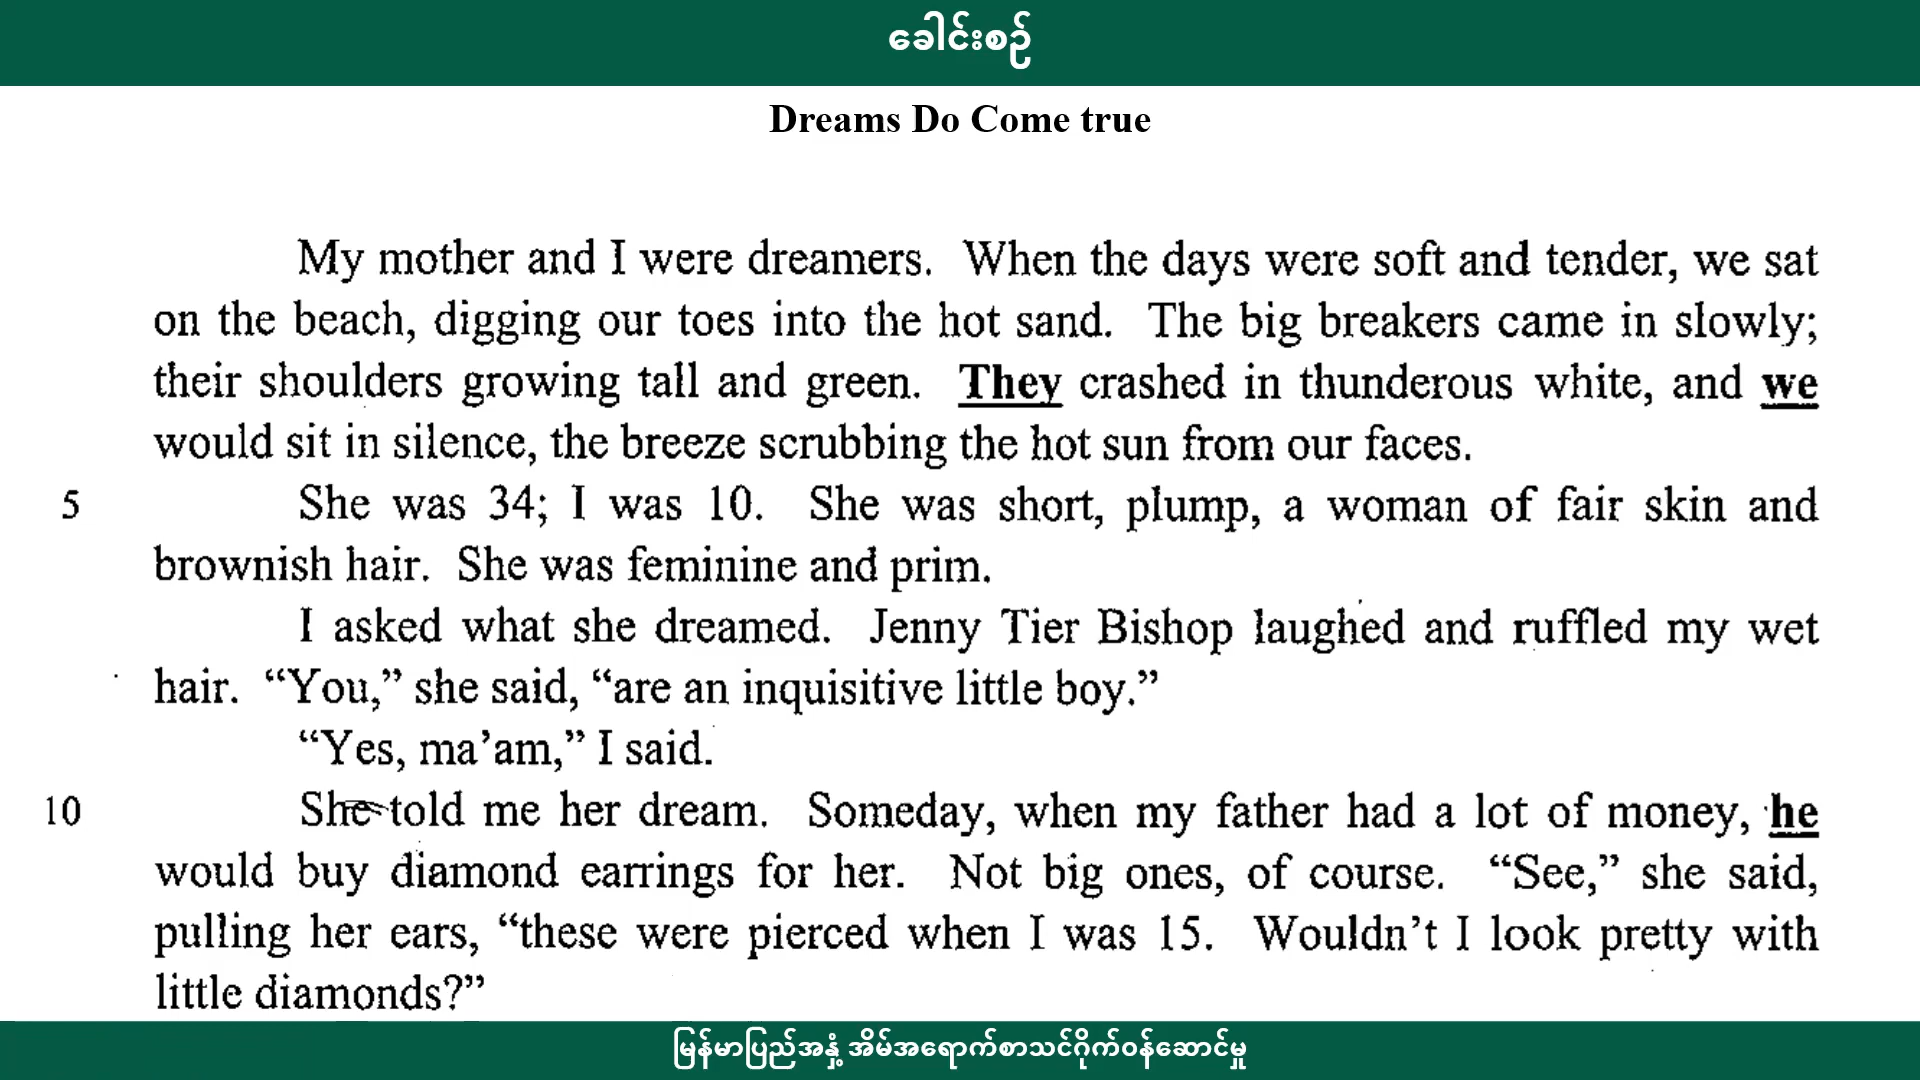 ခေါင်းစဉ်
Dreams Do Come true
My mother and I were dreamers. When the days were soft and tender, we sat
on the beach, digging our toes into the hot sand. The big breakers came in slowly;
their shoulders growing tall and green. They crashed in thunderous white, and we
would sit in silence, the breeze scrubbing the hot sun from our faces.
5 She was 34; I was 10. She was short, plump, a woman of fair skin and
brownish hair. She was feminine and prim.
I asked what she dreamed. Jenny Tier Bishop laughed and ruffled my wet
hair. “You,” she said, “are an inquisitive little boy.”
“Yes, ma’am,” I said.
10 She told me her dream. Someday, when my father had a lot of money, he
would buy diamond earrings for her. Not big ones, of course. “See,” she said,
pulling her ears, “these were pierced when I was 15. Wouldn’t I look pretty with
little diamonds?”
မြန်မာပြည်အနှံ့ အိမ်အရောက်စာသင်ဂိုက်ဝန်ဆောင်မှု